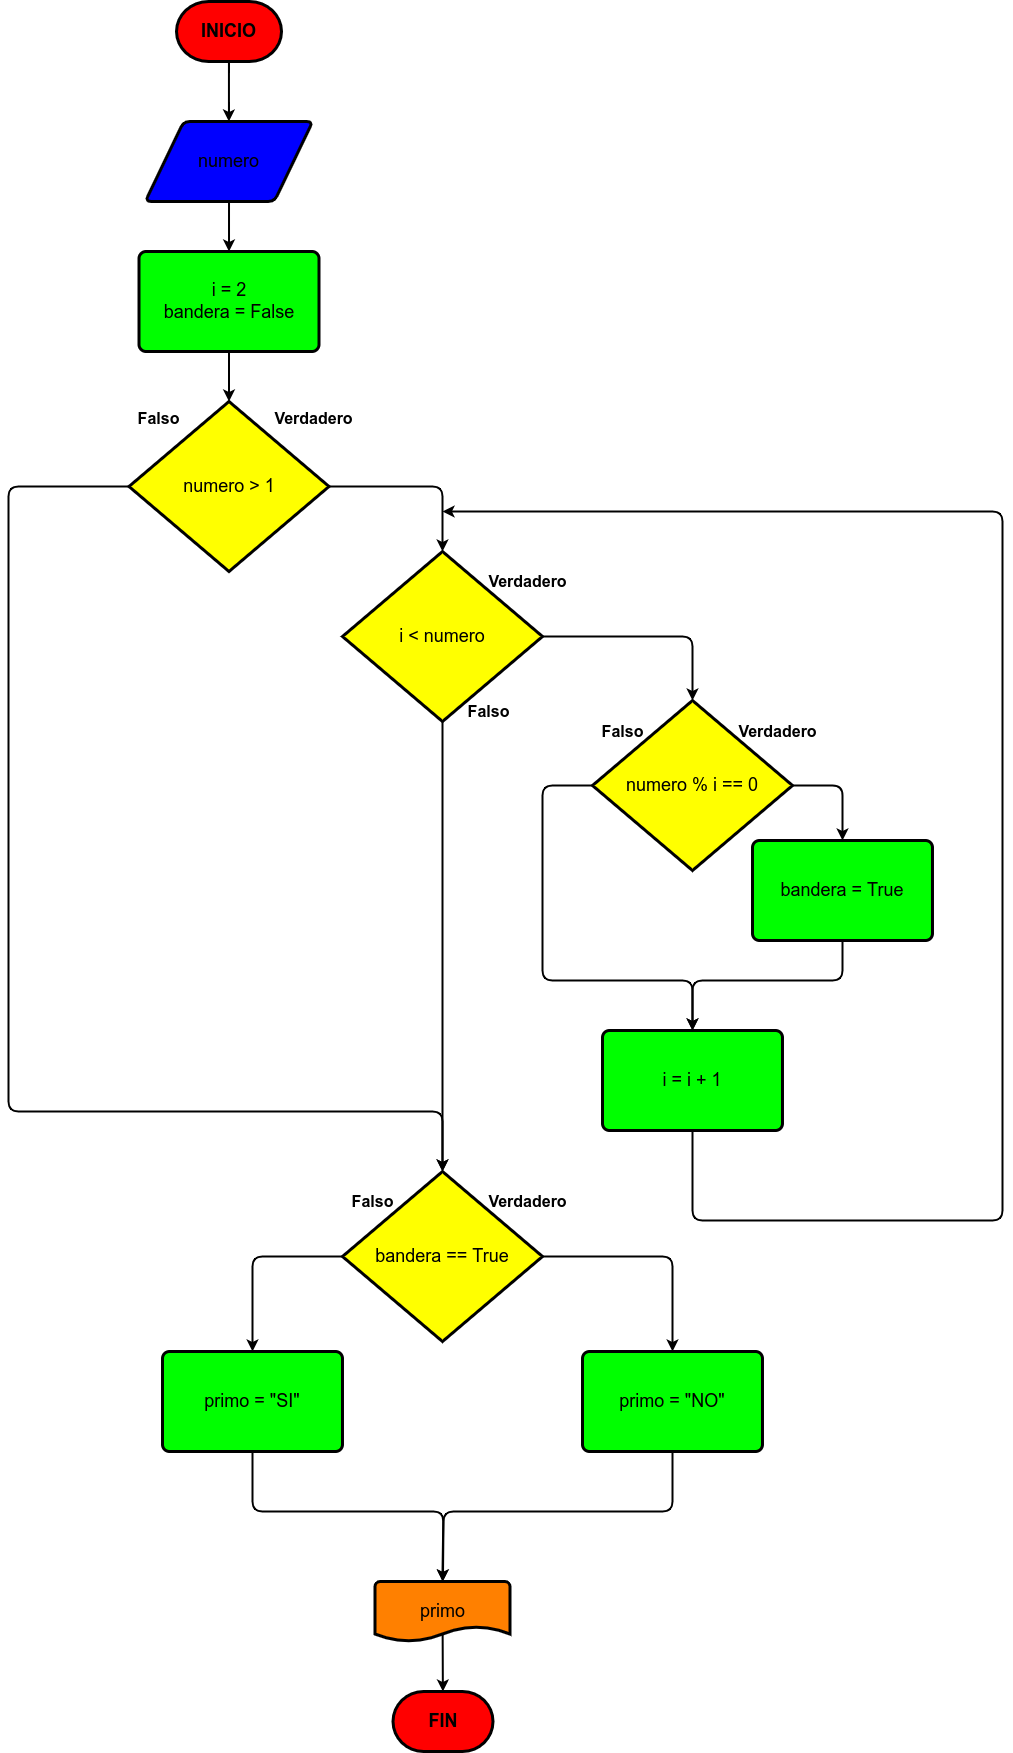 INICIO
numero
i = 2
bandera = False
Falso
Verdadero
numero > 1
Verdadero
i < numero
Falso
Falso
Verdadero
numero % i == 0
bandera = True
i = i + 1
Falso
Verdadero
bandera == True
primo = "SI"
primo = "NO"
primo
FIN